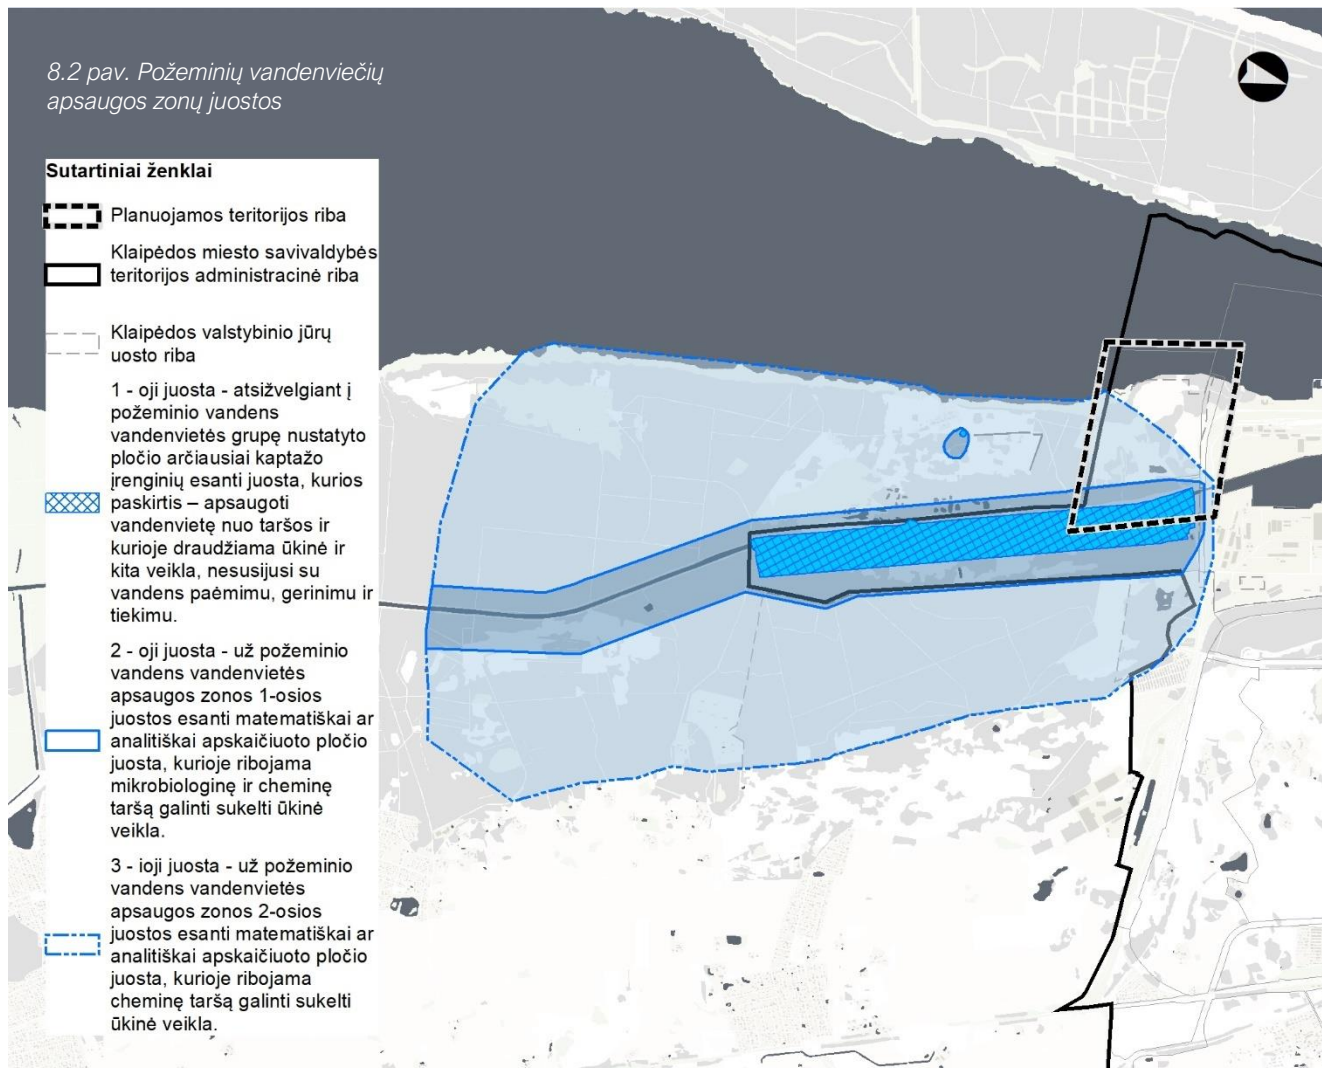 8.2 pav. Požeminių vandenviečių
apsaugos zonų juostos
Sutartiniai ženklai
Planuojamos teritorijos riba
Klaipėdos miesto savivaldybės
teritorijos administracinė riba
Klaipėdos valstybinio jūrų
uosto riba
1 - oji juosta - atsižvelgiant į
požeminio vandens
vandenvietės grupę nustatyto
pločio arčiausiai kaptažo
įrenginių esanti juosta, kurios
paskirtis – apsaugoti
vandenvietę nuo taršos ir
kurioje draudžiama ūkinė ir
kita veikla, nesusijusi su
vandens paėmimu, gerinimu ir
tiekimu.
2 - oji juosta - už požeminio
vandens vandenvietės
apsaugos zonos 1-osios
juostos esanti matematiškai ar
analitiškai apskaičiuoto pločio
juosta, kurioje ribojama
mikrobiologinę ir cheminę
taršą galinti sukelti ūkinė
veikla.
3 - ioji juosta - už požeminio
vandens vandenvietės
apsaugos zonos 2-osios
juostos esanti matematiškai ar
analitiškai apskaičiuoto pločio
juosta, kurioje ribojama
cheminę taršą galinti sukelti
ūkinė veikla.